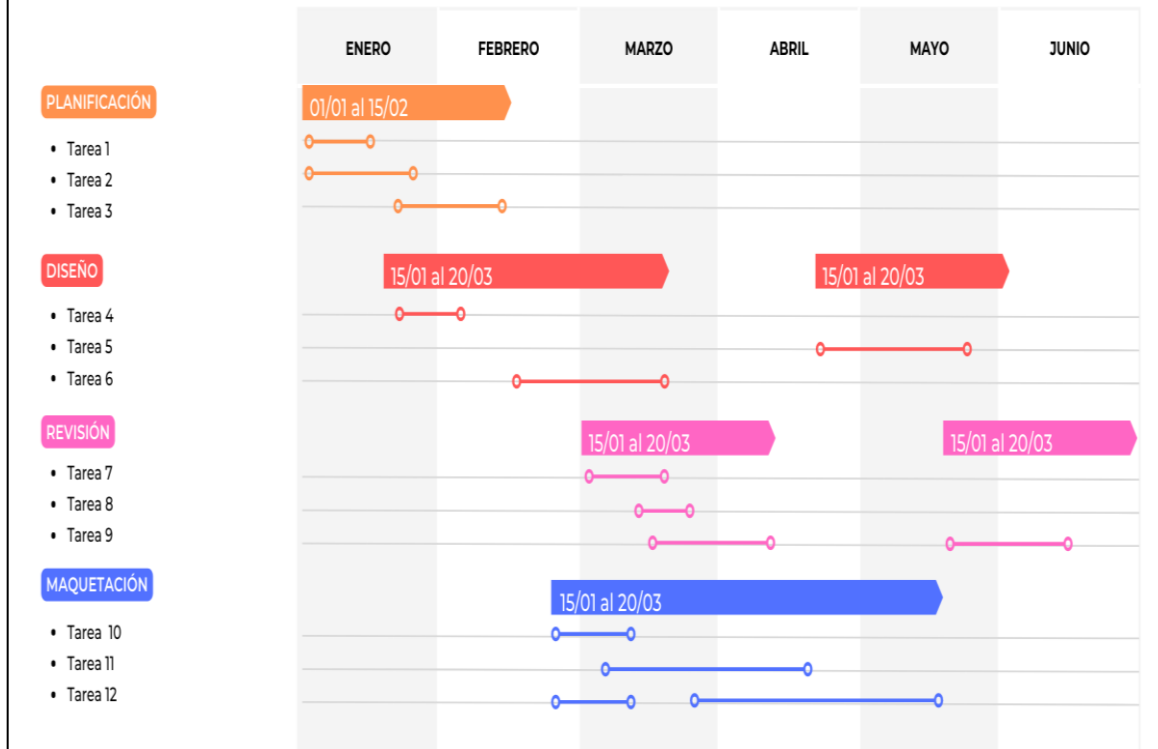 ENERO FEBRERO MARZO ABRIL MAYO JUNIO
PLANIFICACIÓN
01/01 al 15/02
Tarea 1
Tarea 2
Tarea 3
DISEÑO
15/01 al 20/03
15/01 al 20/03
Tarea 4
Tarea 5
Tarea 6
REVISIÓN
15/01 al 20/03
15/01 al 20/03
Tarea 7
Tarea 8
Tarea 9
MAQUETACIÓN
15/01 al 20/03
Tarea 10
Tarea 11
Tarea 12